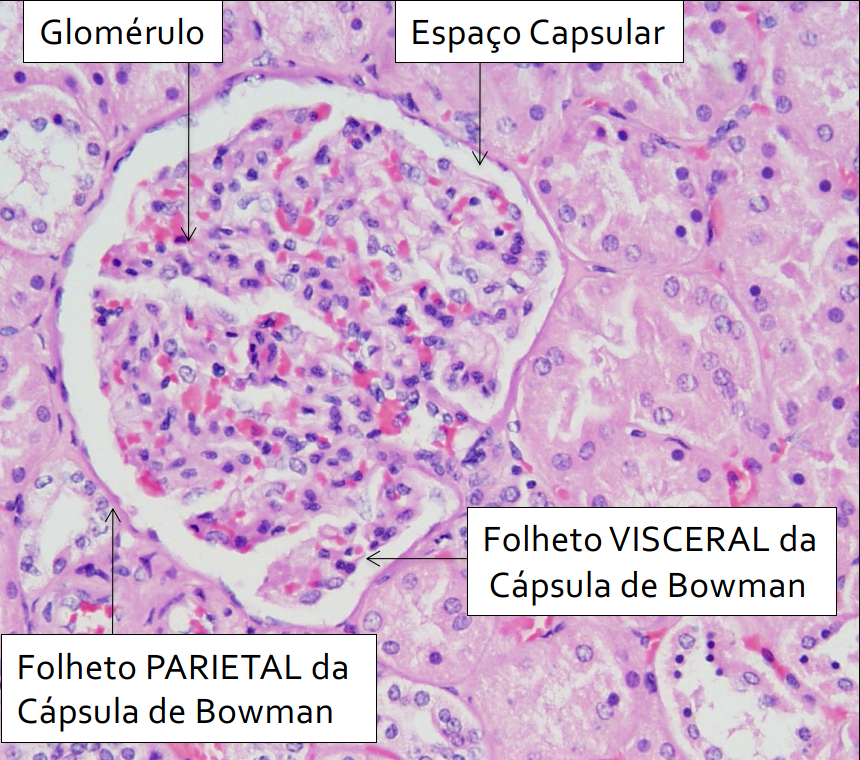 Glomérulo
Espaço Capsular
Folheto VISCERAL da
Cápsula de Bowman
Folheto PARIETAL da
Cápsula de Bowman